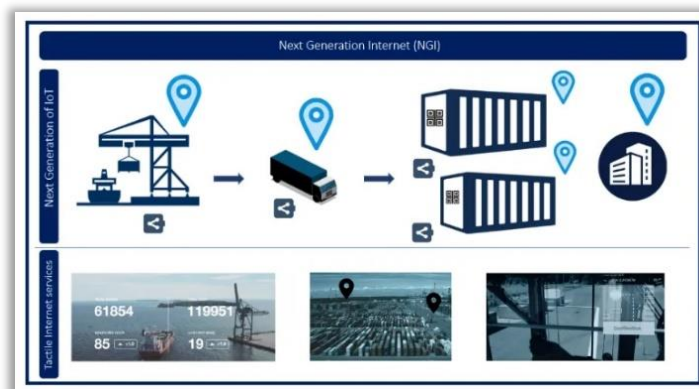 Next Generation Internet (NGI)
Next Generation of IoT
Tactile Internet services
61854
119951
85
19